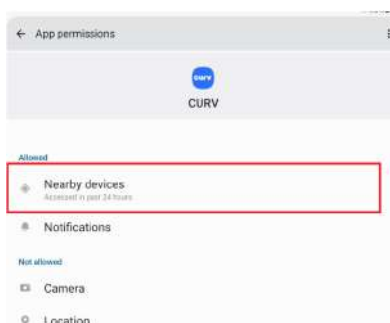 App permissions
curv
CURV
Allowed
Nearby devices
Accessed in past 24 hours
Notifications
Not allowed
Camera
Location